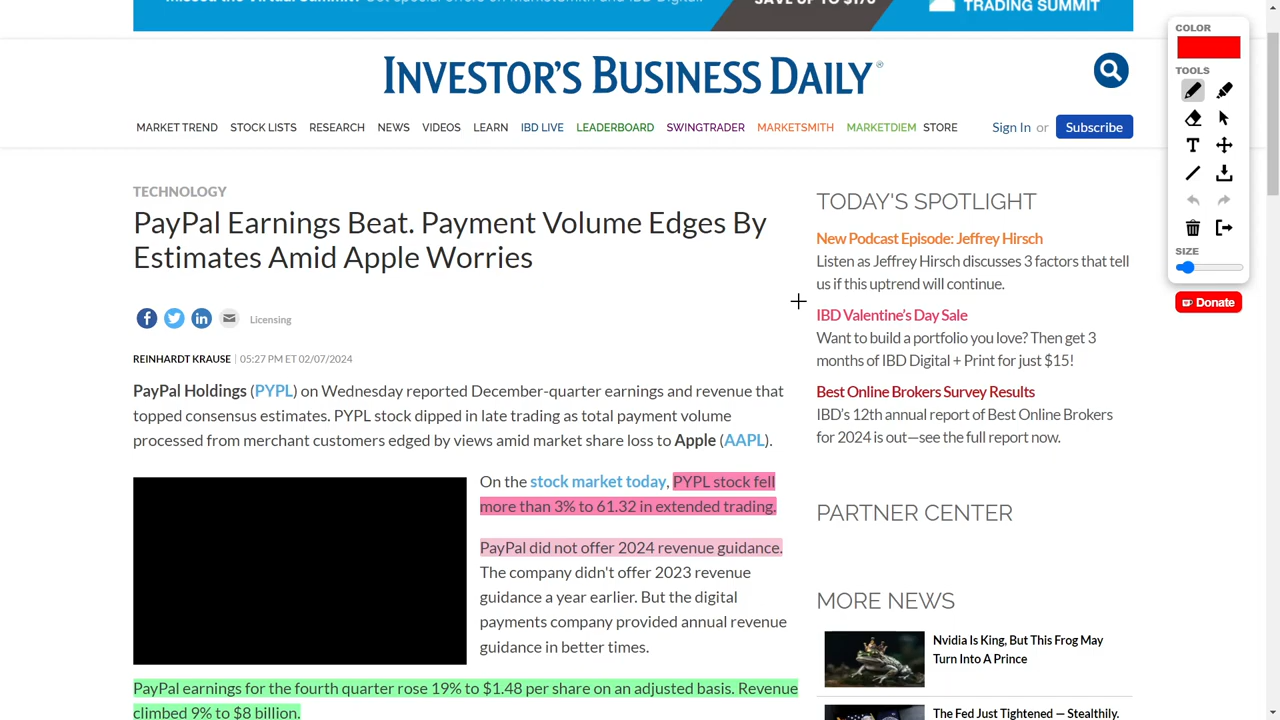 SAVE UP TO $170
TRADING SUMMIT
INVESTOR'S BUSINESS DAILY®
MARKET TREND STOCK LISTS RESEARCH NEWS VIDEOS LEARN IBD LIVE LEADERBOARD SWINGTRADER MARKETSMITH MARKETDIEM STORE
Sign In or Subscribe
TECHNOLOGY
PayPal Earnings Beat. Payment Volume Edges By
Estimates Amid Apple Worries
Licensing
REINHARDT KRAUSE | 05:27 PM ET 02/07/2024
PayPal Holdings (PYPL) on Wednesday reported December-quarter earnings and revenue that
topped consensus estimates. PYPL stock dipped in late trading as total payment volume
processed from merchant customers edged by views amid market share loss to Apple (AAPL).
On the stock market today, PYPL stock fell
more than 3% to 61.32 in extended trading.
PayPal did not offer 2024 revenue guidance.
The company didn't offer 2023 revenue
guidance a year earlier. But the digital
payments company provided annual revenue
guidance in better times.
PayPal earnings for the fourth quarter rose 19% to $1.48 per share on an adjusted basis. Revenue
climbed 9% to $8 billion.
TODAY'S SPOTLIGHT
New Podcast Episode: Jeffrey Hirsch
Listen as Jeffrey Hirsch discusses 3 factors that tell
us if this uptrend will continue.
IBD Valentine's Day Sale
Want to build a portfolio you love? Then get 3
months of IBD Digital + Print for just $15!
Best Online Brokers Survey Results
IBD's 12th annual report of Best Online Brokers
for 2024 is out—see the full report now.
PARTNER CENTER
MORE NEWS
Nvidia Is King, But This Frog May
Turn Into A Prince
The Fed Just Tightened — Stealthily.
COLOR
TOOLS
T
SIZE
Donate